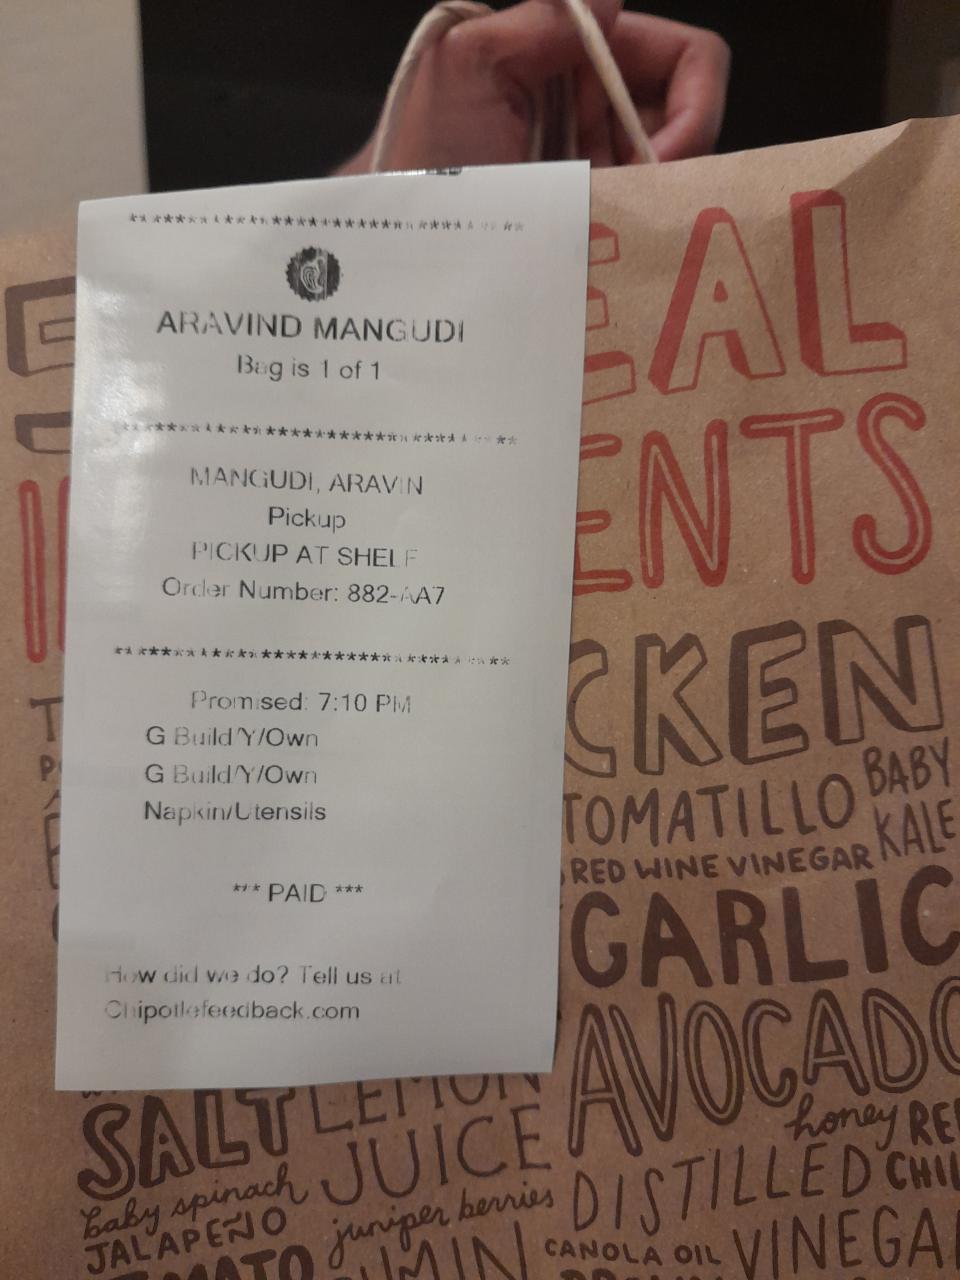 ************************************
ARAVIND MANGUDI
Bag is 1 of 1
************************************
MANGUDI, ARAVIN
Pickup
PICKUP AT SHELF
Order Number: 882-AA7
************************************
Promised: 7:10 PM
G Build/Y/Own
G Build/Y/Own
Napkin/Utensils
*** PAID ***
How did we do? Tell us at
Chipotlefeedback.com
EAL
ENTS
CKEN
TOMATILLO BABY KALE
RED WINE VINEGAR
GARLIC
AVOCADO
SALT LEMON JUICE
honey RE
baby spinach
JALAPEÑO
juniper berries
DISTILLED CHI
VINEGA
CANOLA OIL